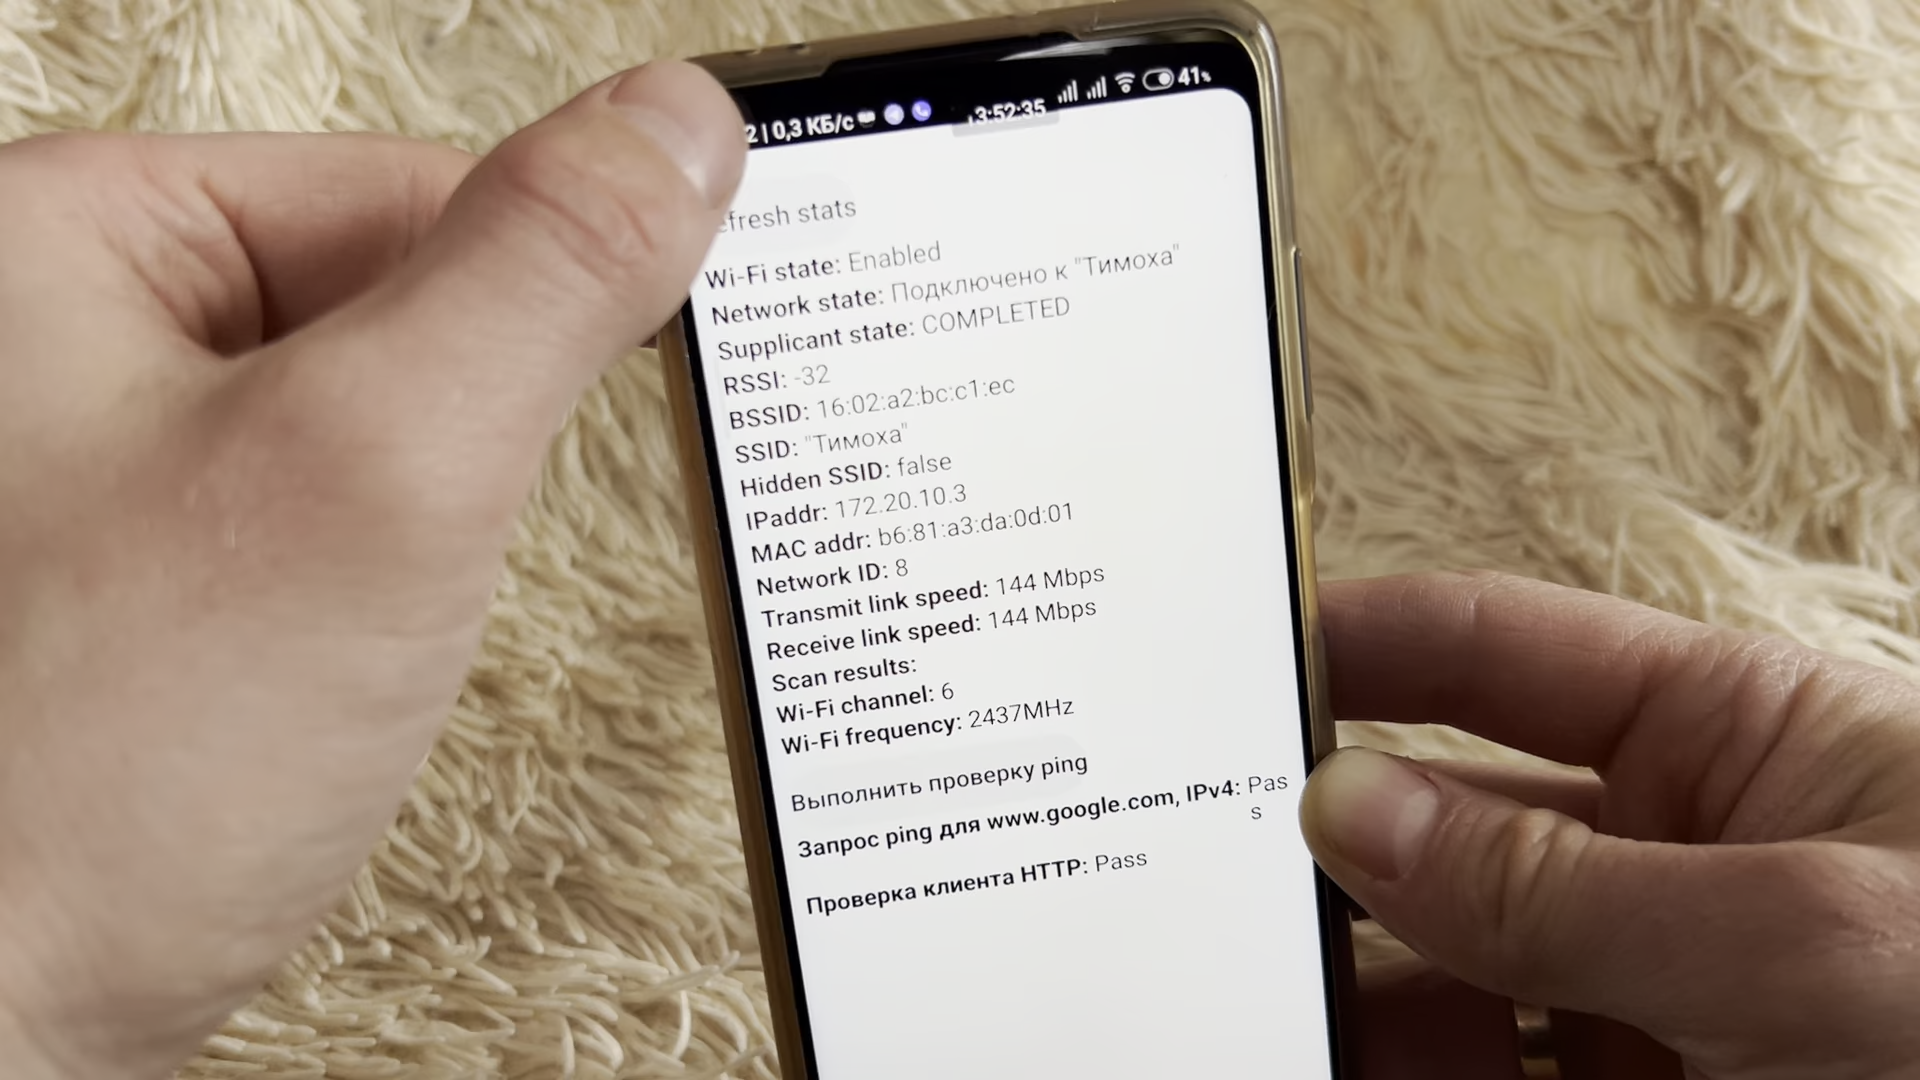 2 | 0,3 КБ/с 3:52:35 41%
efresh stats
Wi-Fi state: Enabled
Network state: Подключено к "Тимоха"
Supplicant state: COMPLETED
RSSI: -32
BSSID: 16:02:a2:bc:c1:ec
SSID: "Тимоха"
Hidden SSID: false
IPaddr: 172.20.10.3
MAC addr: b6:81:a3:da:0d:01
Network ID: 8
Transmit link speed: 144 Mbps
Receive link speed: 144 Mbps
Scan results:
Wi-Fi channel: 6
Wi-Fi frequency: 2437MHz
Выполнить проверку ping
Запрос ping для www.google.com, IPv4: Pas
s
Проверка клиента HTTP: Pass